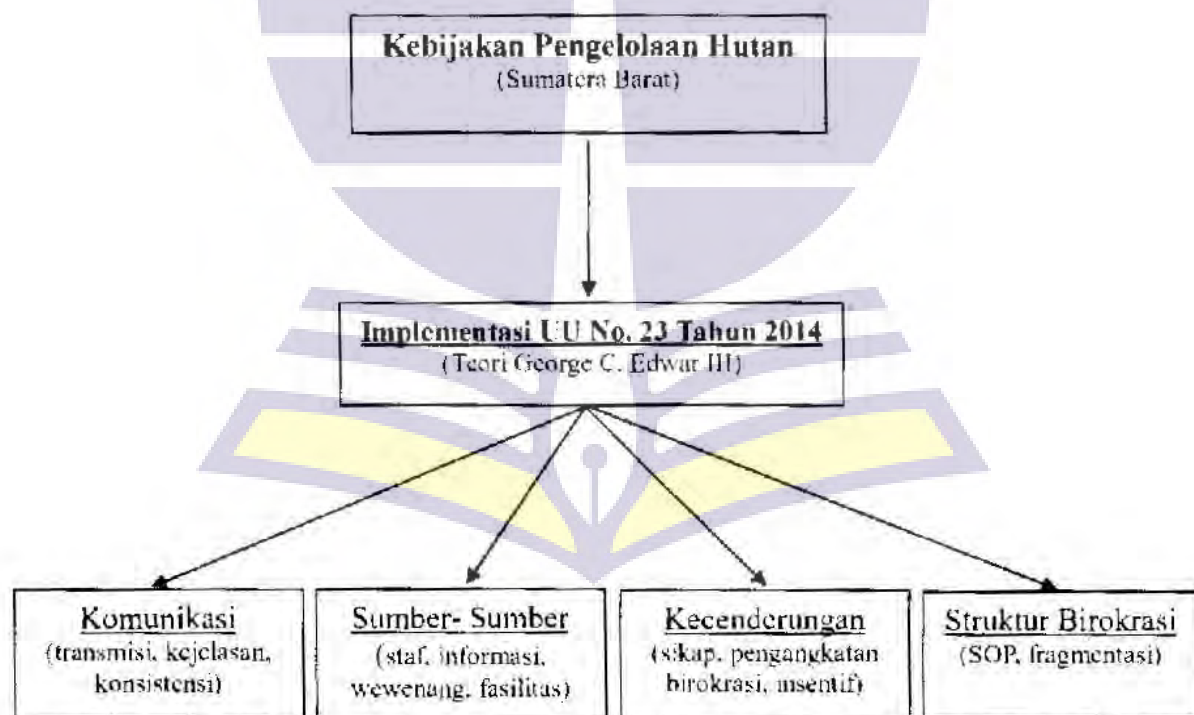 Kebijakan Pengelolaan Hutan
(Sumatera Barat)
Implementasi UU No. 23 Tahun 2014
(Teori George C. Edwar III)
Komunikasi
(transmisi, kejelasan,
konsistensi)
Sumber- Sumber
(staf, informasi,
wewenang, fasilitas)
Kecenderungan
(sikap, pengangkatan
birokrasi, insentif)
Struktur Birokrasi
(SOP, fragmentasi)